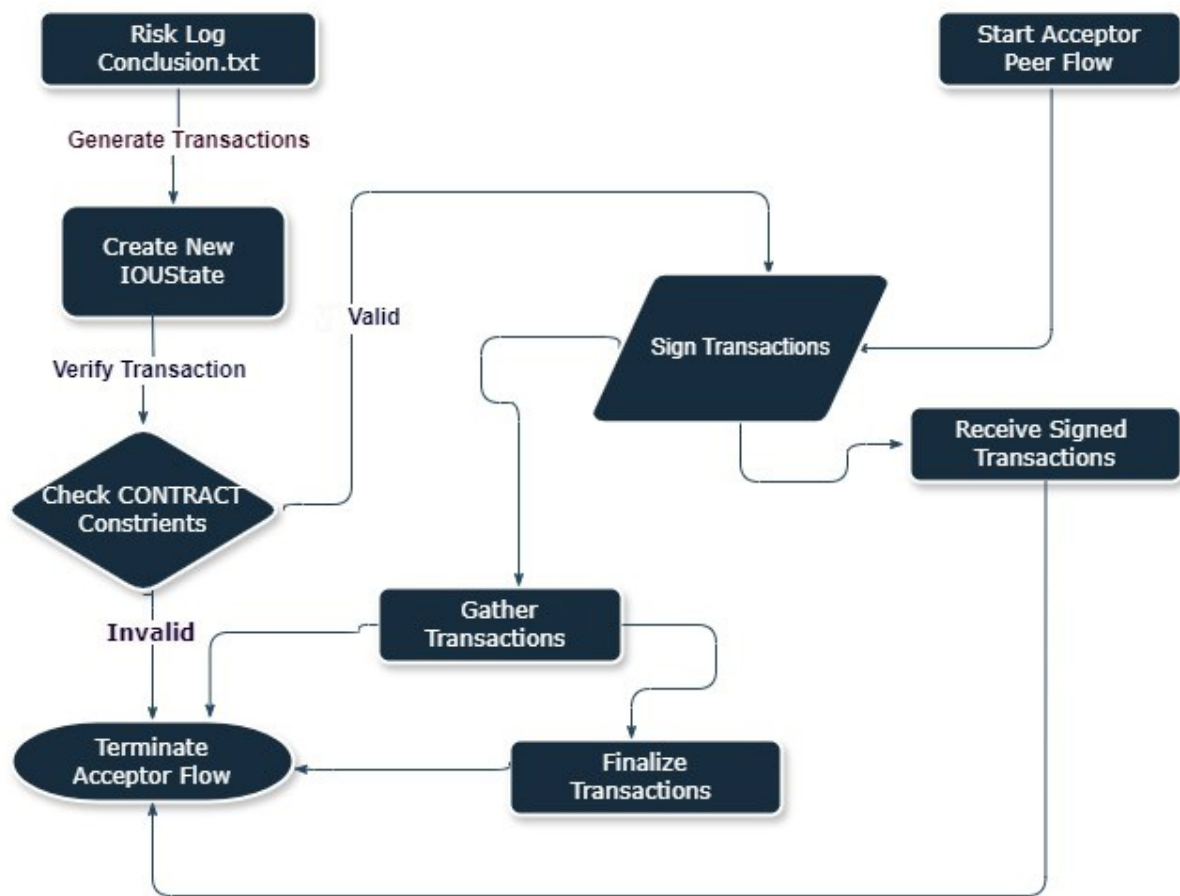 Risk Log
Conclusion.txt
Start Acceptor
Peer Flow
Generate Transactions
Create New
IOUState
Valid
Sign Transactions
Verify Transaction
Receive Signed
Transactions
Check CONTRACT
Constrients
Gather
Transactions
Invalid
Terminate
Acceptor Flow
Finalize
Transactions